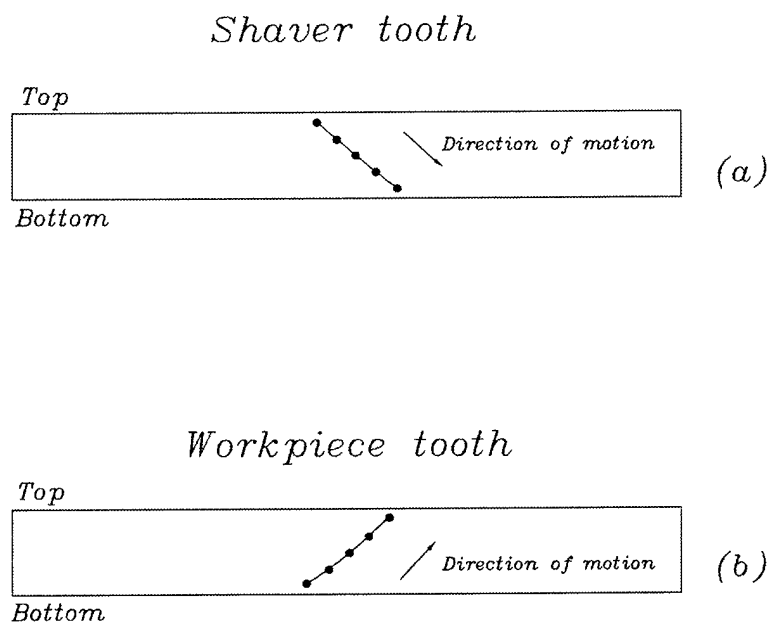 Shaver tooth
Top
Direction of motion
(a)
Bottom
Workpiece tooth
Top
Direction of motion
(b)
Bottom